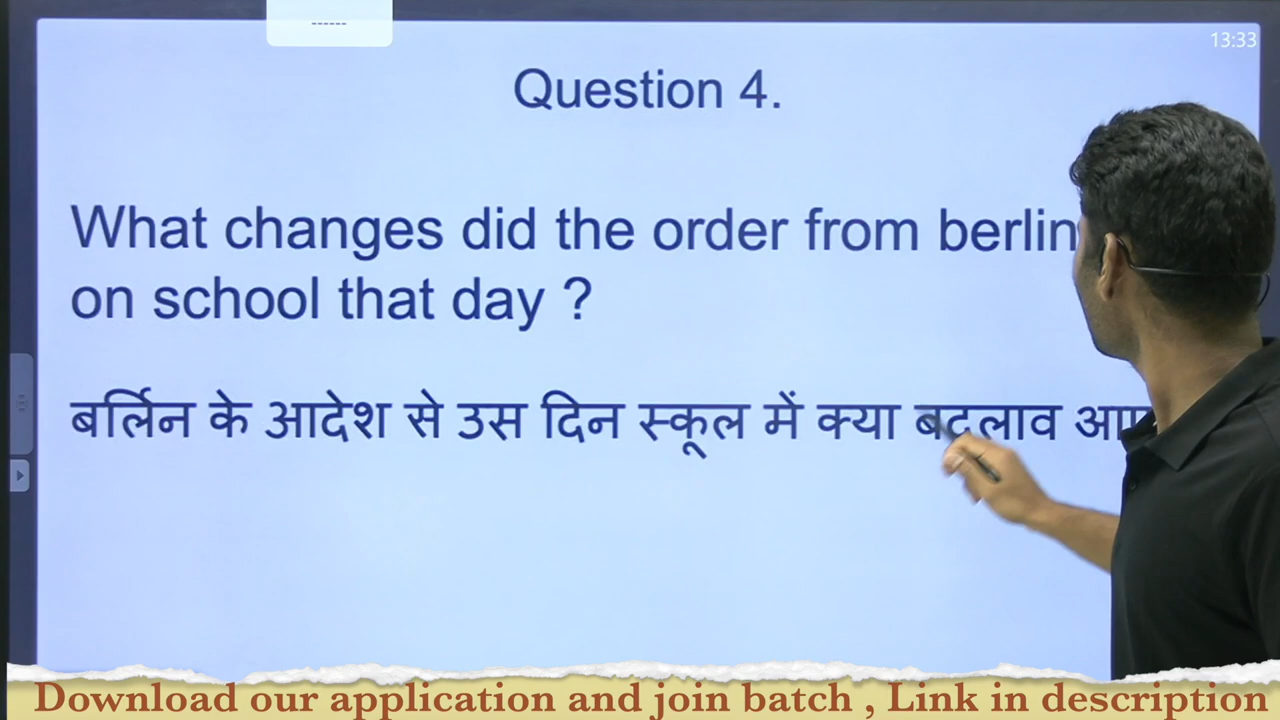 ------
13:33
Question 4.
What changes did the order from berlin
on school that day ?
बर्लिन के आदेश से उस दिन स्कूल में क्या बदलाव
Download our application and join batch , Link in description